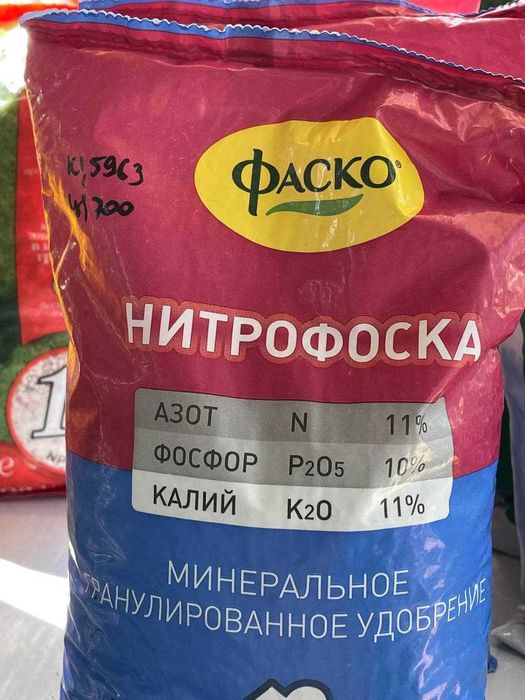 ФАСКО®
НИТРОФОСКА
АЗОТ N 11%
ФОСФОР P2O5 10%
КАЛИЙ K2O 11%
МИНЕРАЛЬНОЕ
ГРАНУЛИРОВАННОЕ УДОБРЕНИЕ